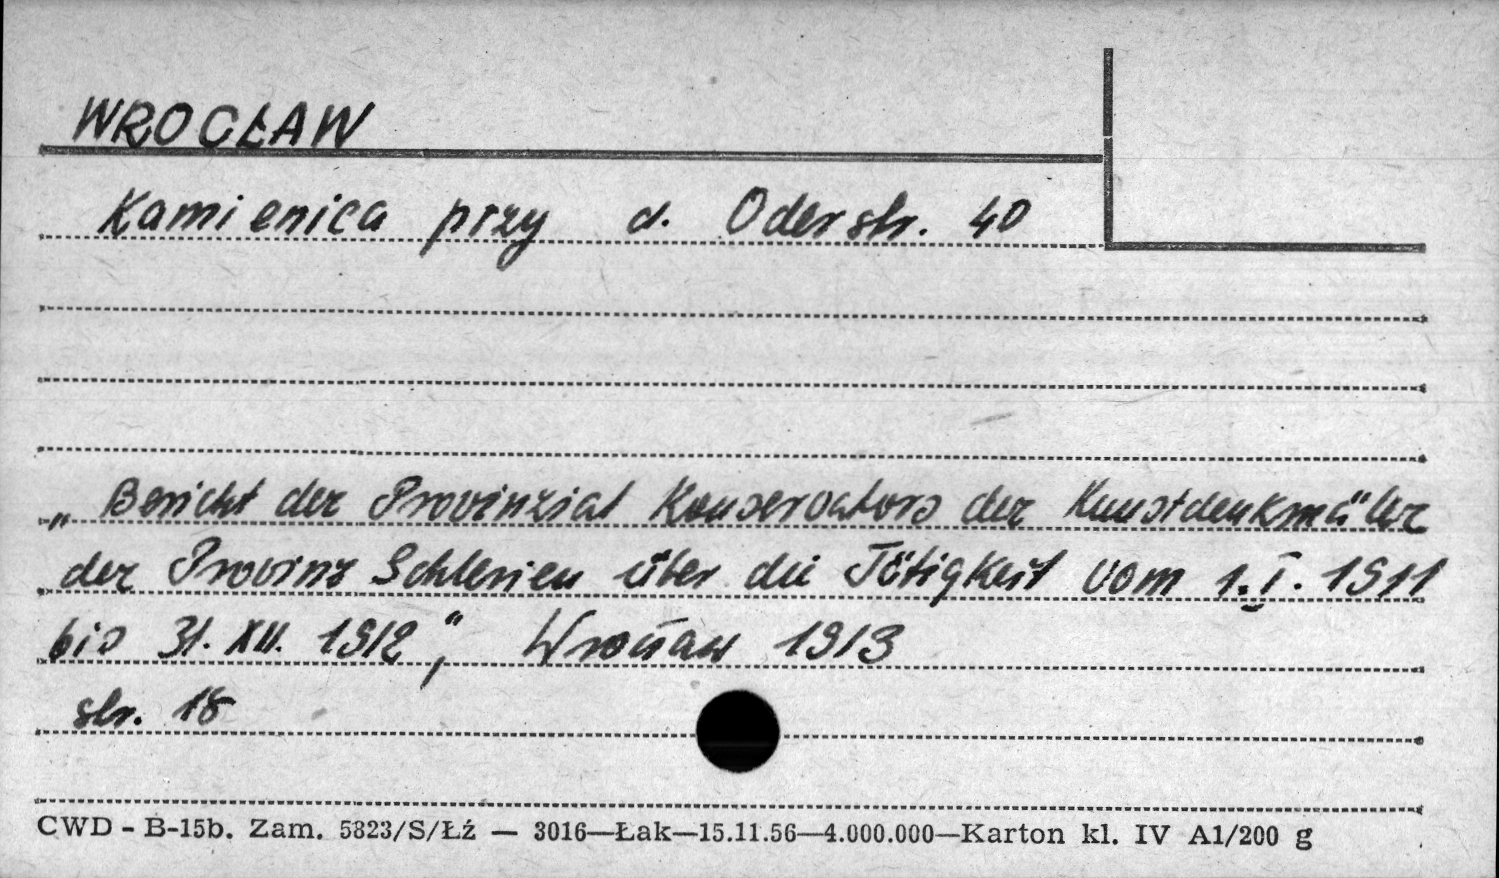 WROCŁAW
Kamienica przy d. Oderstr. 40
„Bericht der Provinzial Konservators der Kunstdenkmäler
der Provinz Schlesien über die Tätigkeit vom 1.I.1911
bis 31.XII.1912", Wrocław 1913
str. 18
CWD - B-15b. Zam. 5823/S/Łź — 3016—Łak—15.11.56—4.000.000—Karton kl. IV A1/200 g